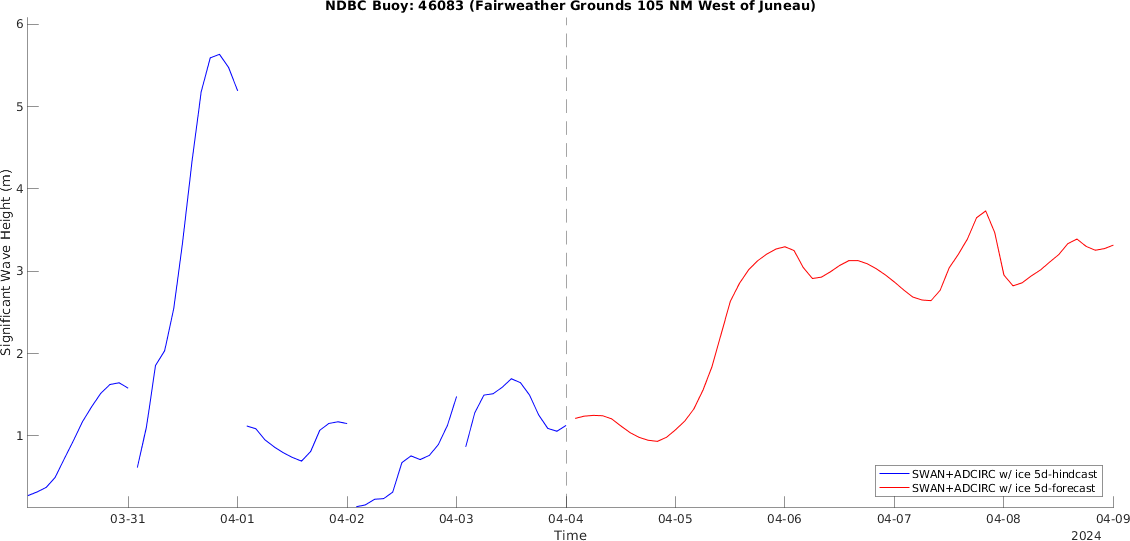 NDBC Buoy: 46083 (Fairweather Grounds 105 NM West of Juneau)
6
5
4
3
2
1
Significant Wave Height (m)
SWAN+ADCIRC w/ ice 5d-hindcast
SWAN+ADCIRC w/ ice 5d-forecast
03-31 04-01 04-02 04-03 04-04 04-05 04-06 04-07 04-08 04-09
Time
2024